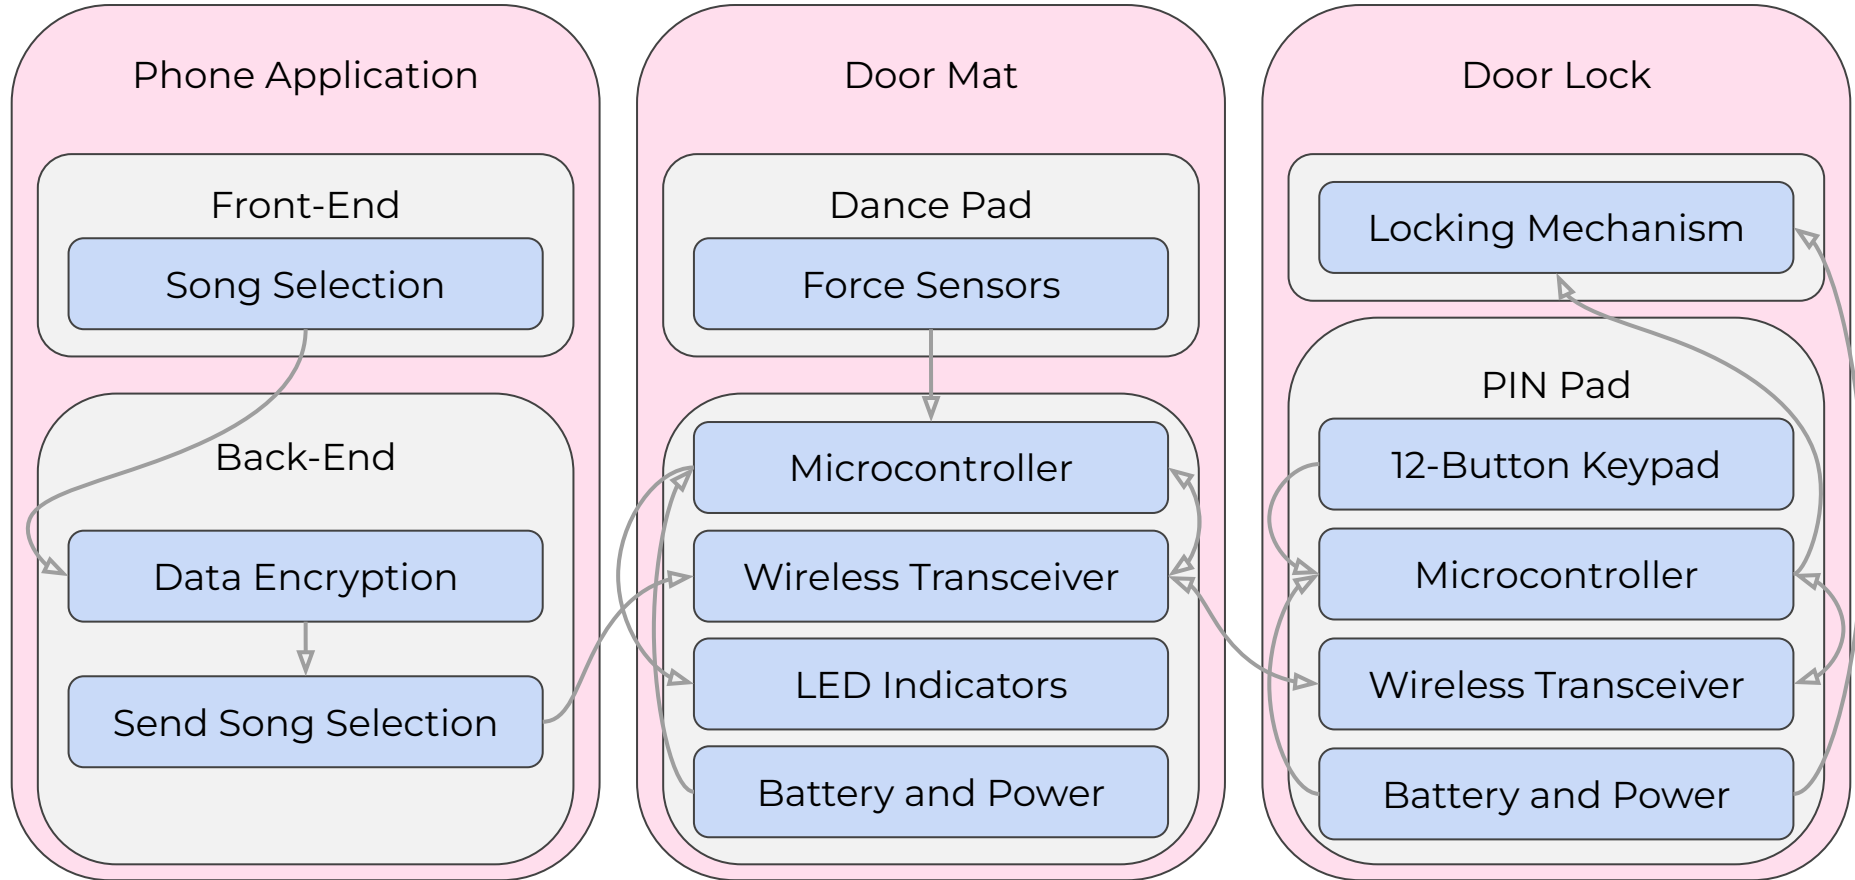 Phone Application
Front-End
Song Selection
Back-End
Data Encryption
Send Song Selection
Door Mat
Dance Pad
Force Sensors
Microcontroller
Wireless Transceiver
LED Indicators
Battery and Power
Door Lock
Locking Mechanism
PIN Pad
12-Button Keypad
Microcontroller
Wireless Transceiver
Battery and Power